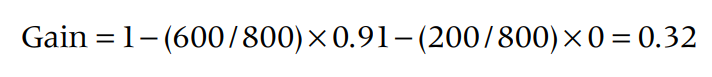 Gain = 1 – (600/800) × 0.91 – (200/800) × 0 = 0.32